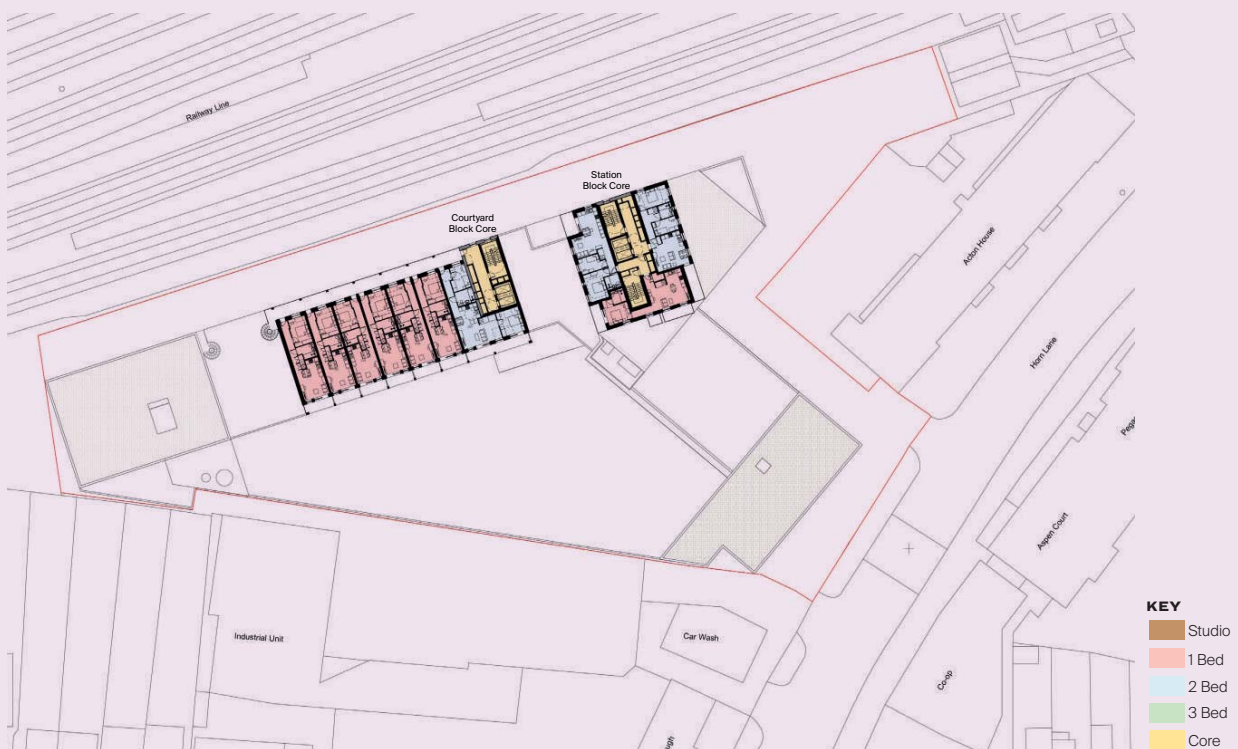 Railway Line
Station
Block Core
Courtyard
Block Core
Acton House
Horn Lane
Aspen Court
Industrial Unit
Car Wash
Co-op
KEY
Studio
1 Bed
2 Bed
3 Bed
Core